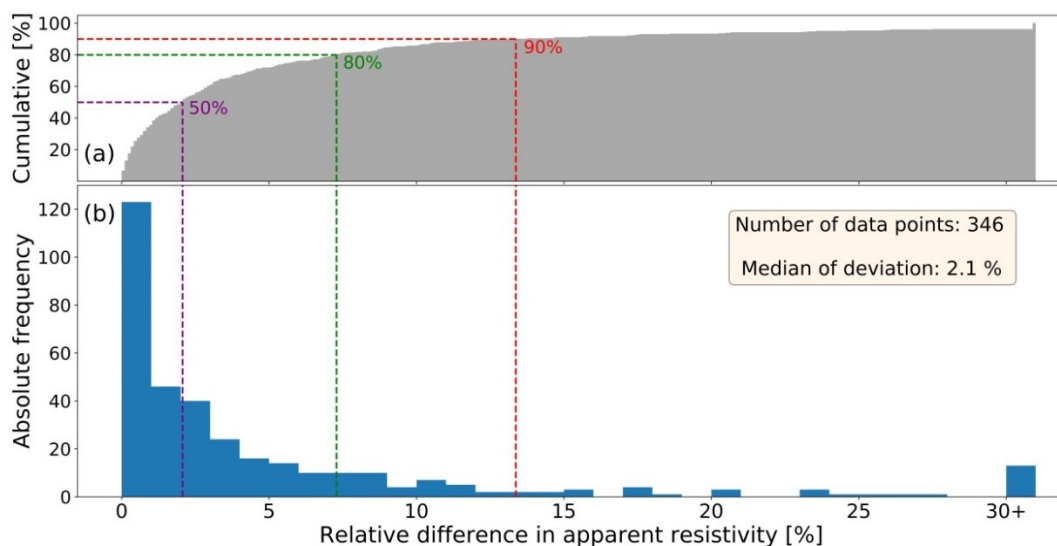 100
80
60
40
20
Cumulative [%]
(a)
50%
80%
90%
120
100
80
60
40
20
0
Absolute frequency
(b)
Number of data points: 346
Median of deviation: 2.1 %
0 5 10 15 20 25 30+
Relative difference in apparent resistivity [%]